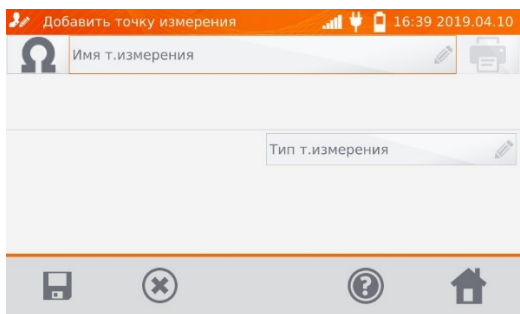 Добавить точку измерения 16:39 2019.04.10
Имя т.измерения
Тип т.измерения